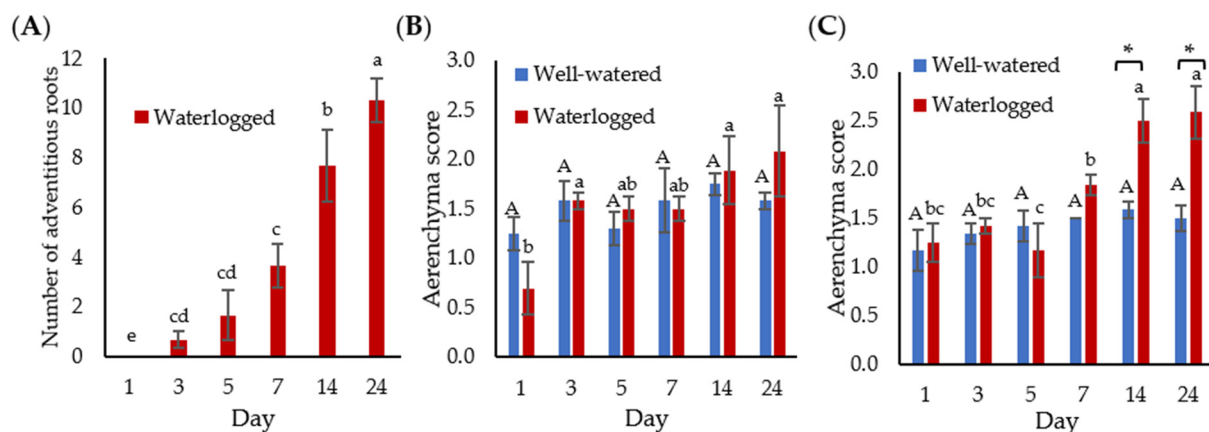 (A)
Number of adventitious roots
12
10
8
6
4
2
0
Waterlogged
e
cd
cd
c
b
a
1 3 5 7 14 24
Day
(B)
Aerenchyma score
3.0
2.5
2.0
1.5
1.0
0.5
0.0
Well-watered
Waterlogged
A b A a A ab A ab A a A a
1 3 5 7 14 24
Day
(C)
Aerenchyma score
3.0
2.5
2.0
1.5
1.0
0.5
0.0
Well-watered
Waterlogged
* *
A bc A bc A c A b A a A a
1 3 5 7 14 24
Day